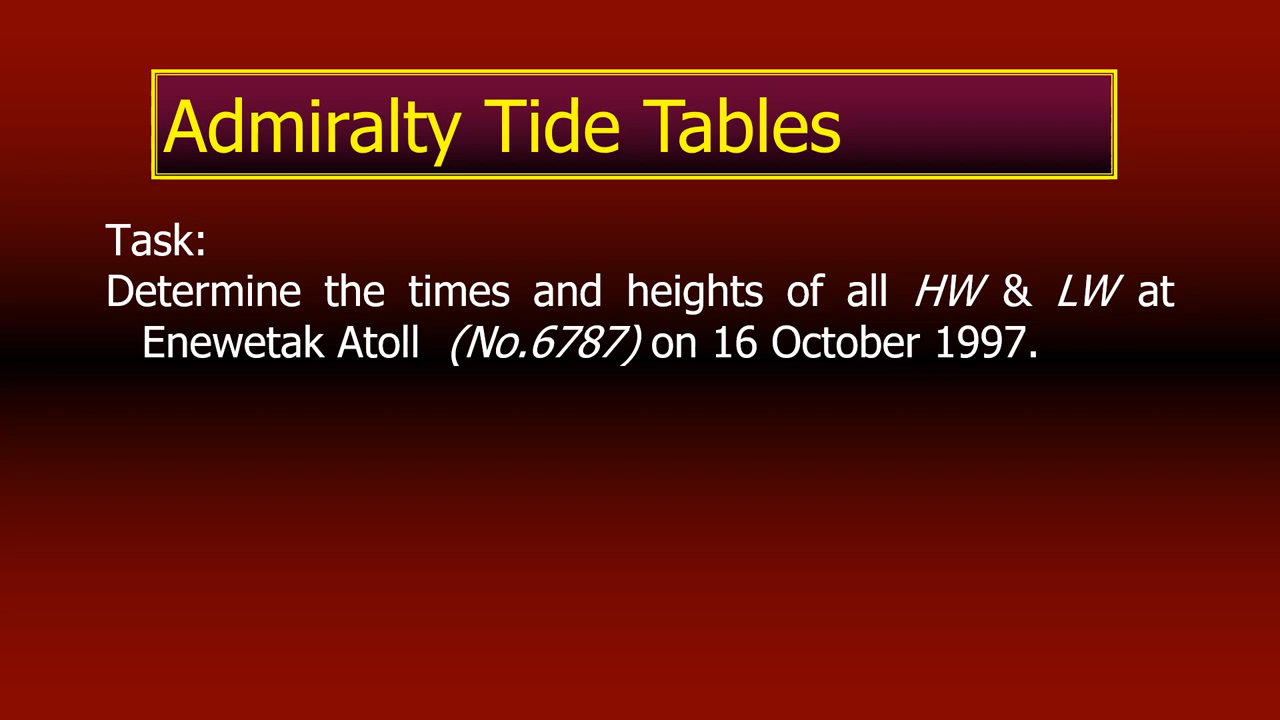 Admiralty Tide Tables
Task:
Determine the times and heights of all HW & LW at
Enewetak Atoll (No.6787) on 16 October 1997.